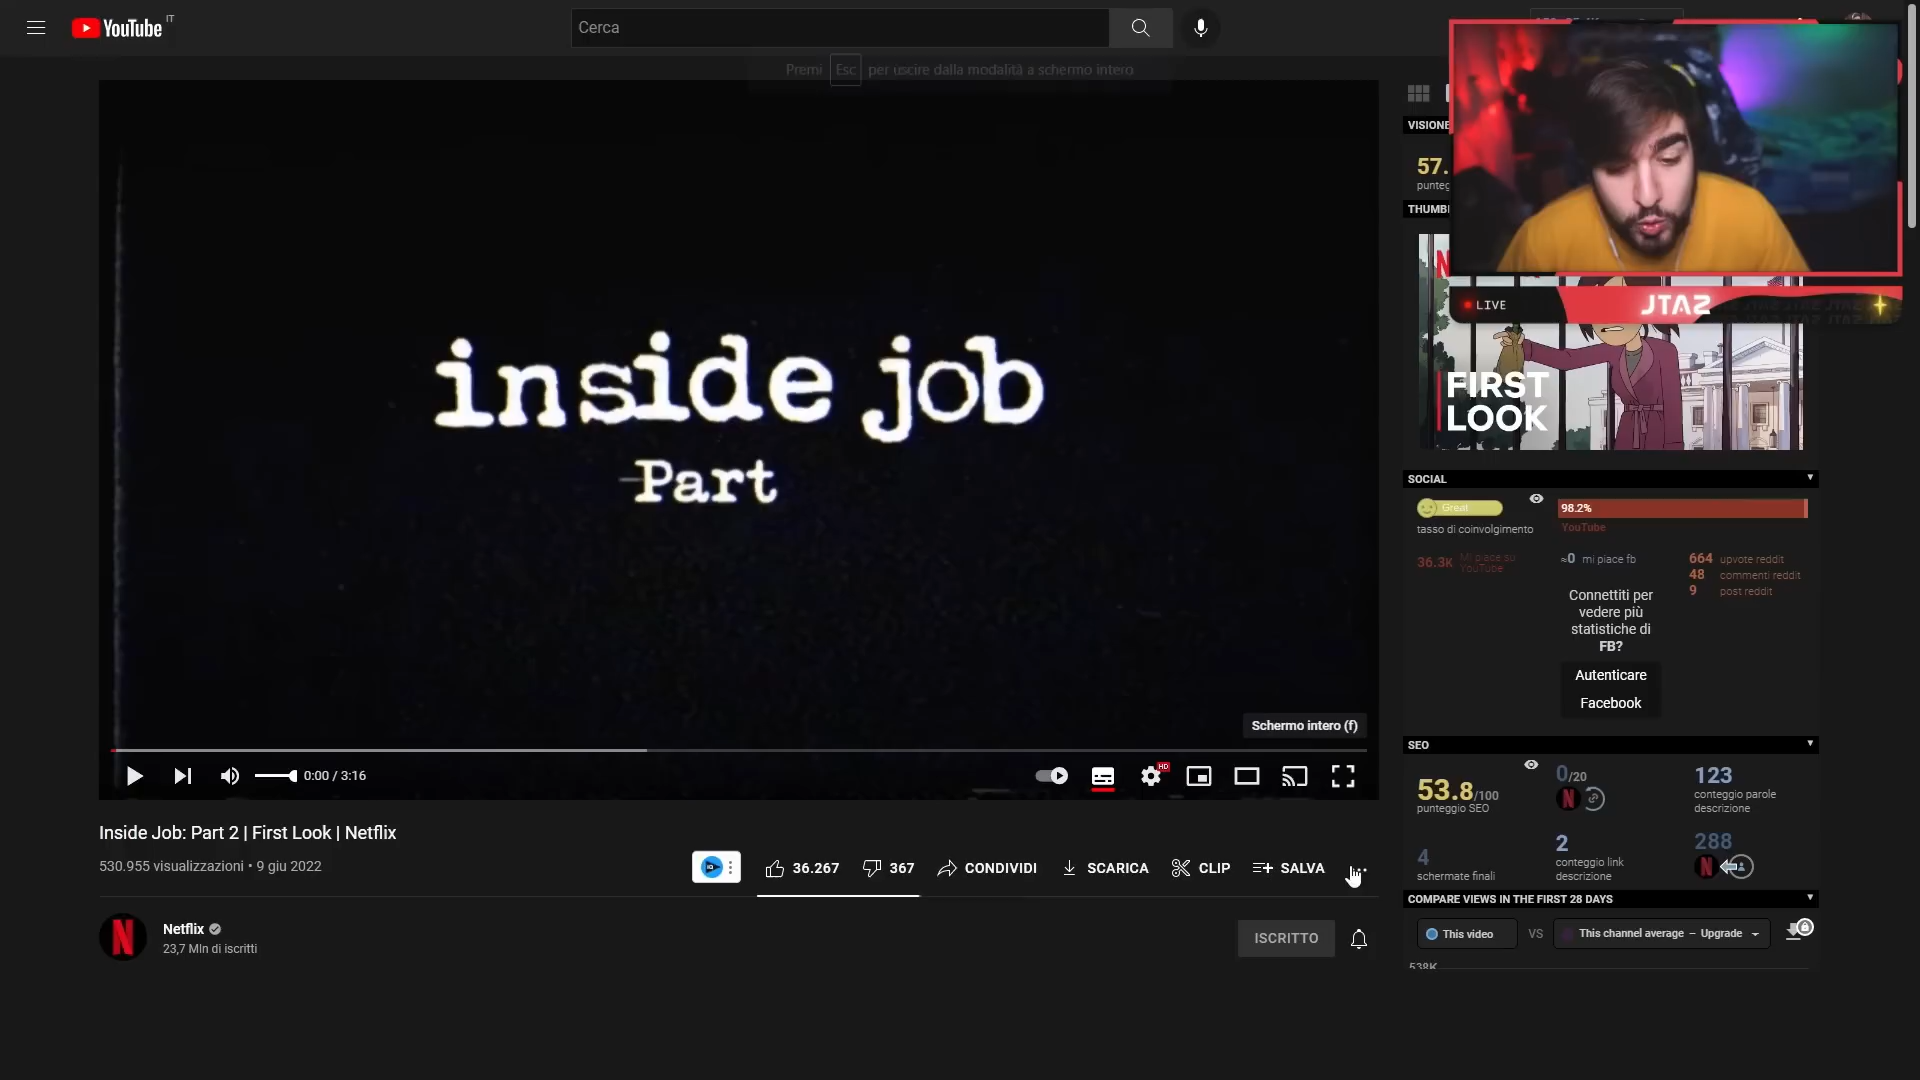 YouTube IT
Cerca
Premi Esc per uscire dalla modalità a schermo intero
inside job
Part
Schermo intero (f)
0:00 / 3:16
HD
Inside Job: Part 2 | First Look | Netflix
530.955 visualizzazioni • 9 giu 2022
36.267
367
CONDIVIDI
SCARICA
CLIP
SALVA
Netflix
23,7 Mln di iscritti
ISCRITTO
57.
LIVE
JTAZ
FIRST
LOOK
SOCIAL
Great
tasso di coinvolgimento
98.2%
YouTube
36.3K Mi piace su
YouTube
≈0 mi piace fb
664 upvote reddit
48 commenti reddit
9 post reddit
Connettiti per
vedere più
statistiche di
FB?
Autenticare
Facebook
SEO
53.8/100
punteggio SEO
0/20
123
conteggio parole
descrizione
4
schermate finali
2
conteggio link
descrizione
288
COMPARE VIEWS IN THE FIRST 28 DAYS
This video
VS
This channel average – Upgrade
538K